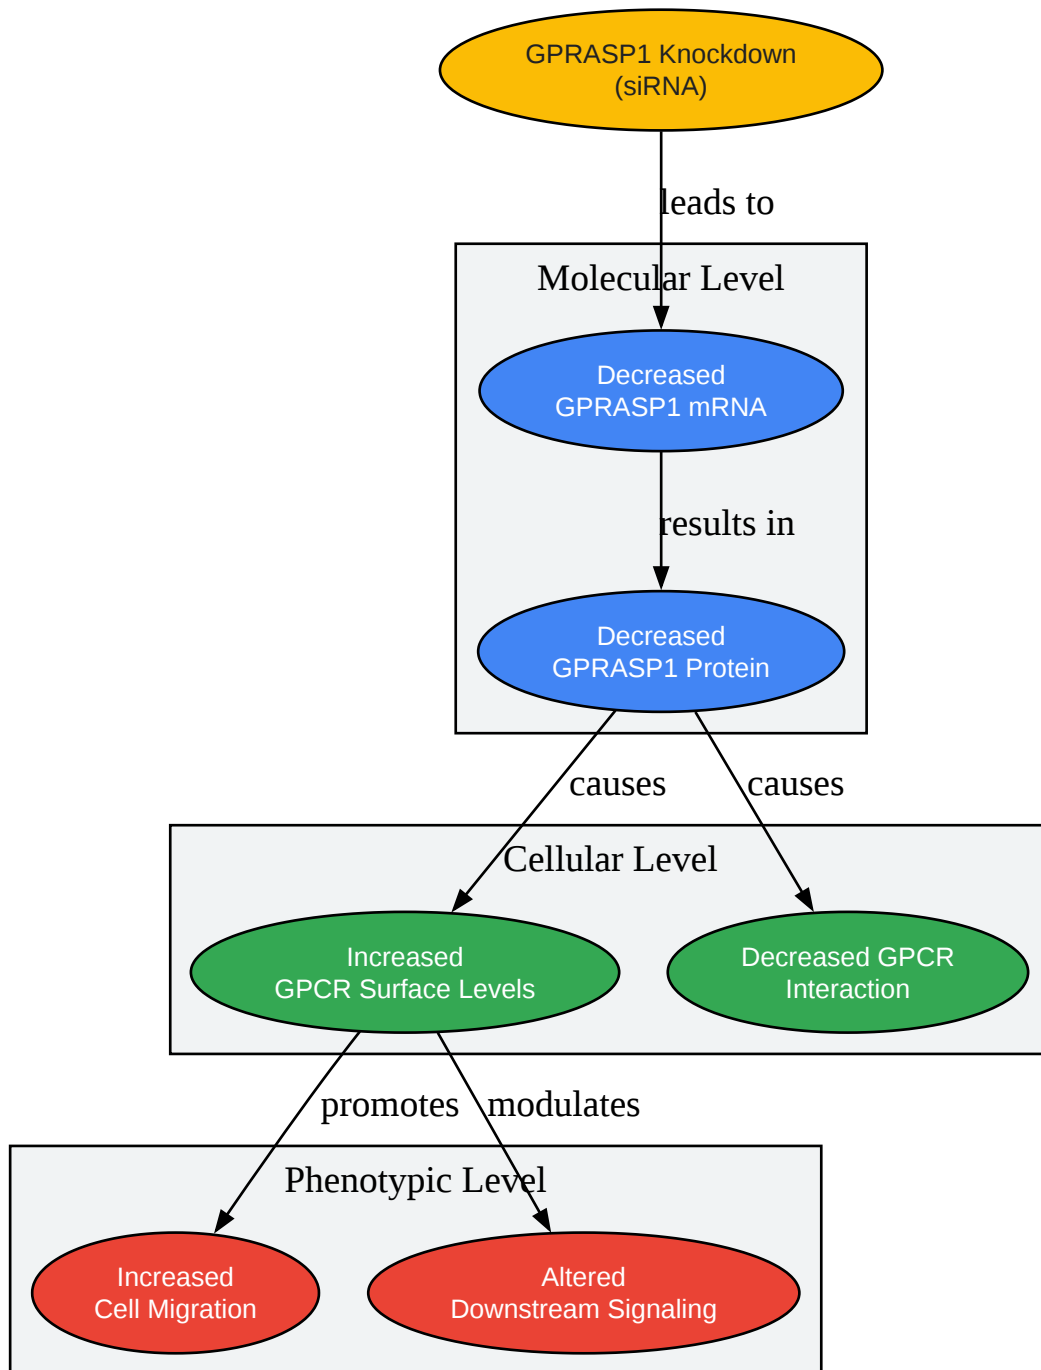 GPRASP1 Knockdown
(siRNA)
leads to
Molecular Level
Decreased
GPRASP1 mRNA
results in
Decreased
GPRASP1 Protein
causes
causes
Cellular Level
Increased
GPCR Surface Levels
Decreased GPCR
Interaction
promotes
modulates
Phenotypic Level
Increased
Cell Migration
Altered
Downstream Signaling